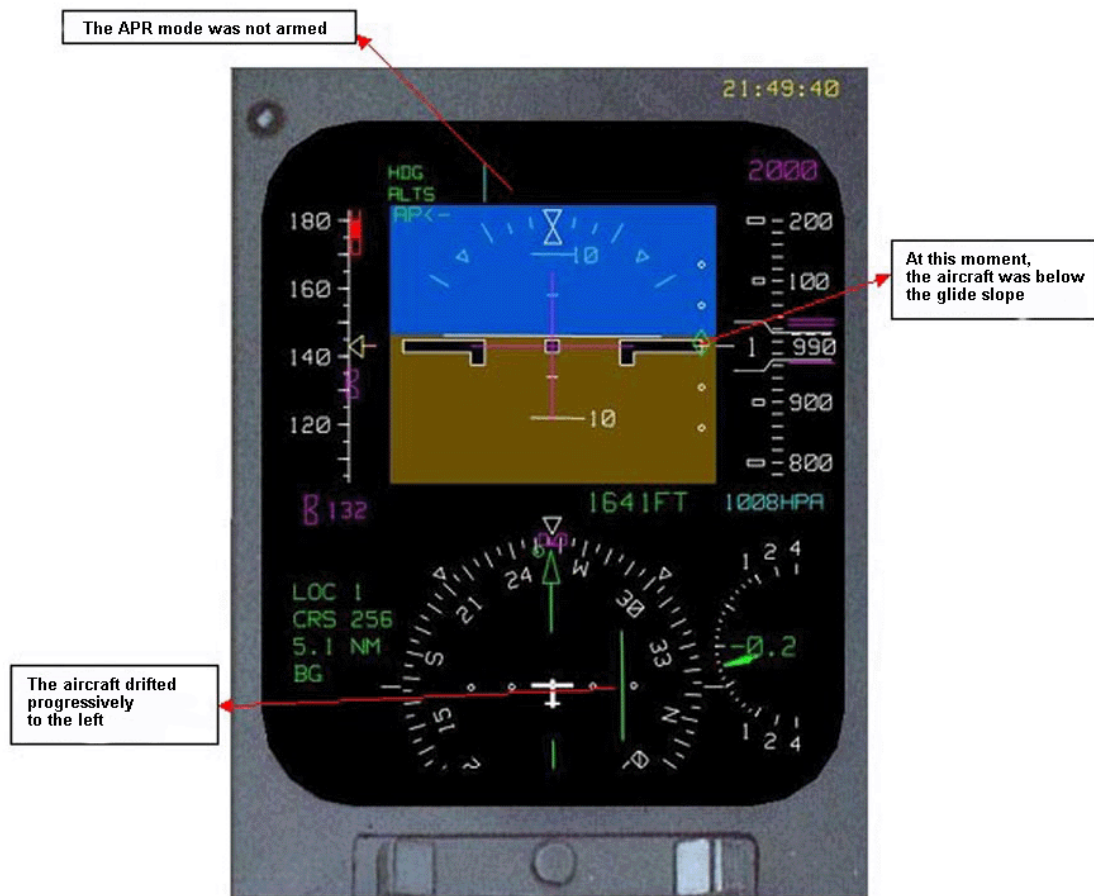 The APR mode was not armed
21:49:40
HDG
ALTS
AP<-
2000
180
160
140
120
10
10
200
100
1 990
900
800
At this moment,
the aircraft was below
the glide slope
132
1641FT
1008HPA
LOC 1
CRS 256
5.1 NM
BG
S
21
24
W
30
33
N
15
1 2 4
-0.2
1 2 4
The aircraft drifted
progressively
to the left